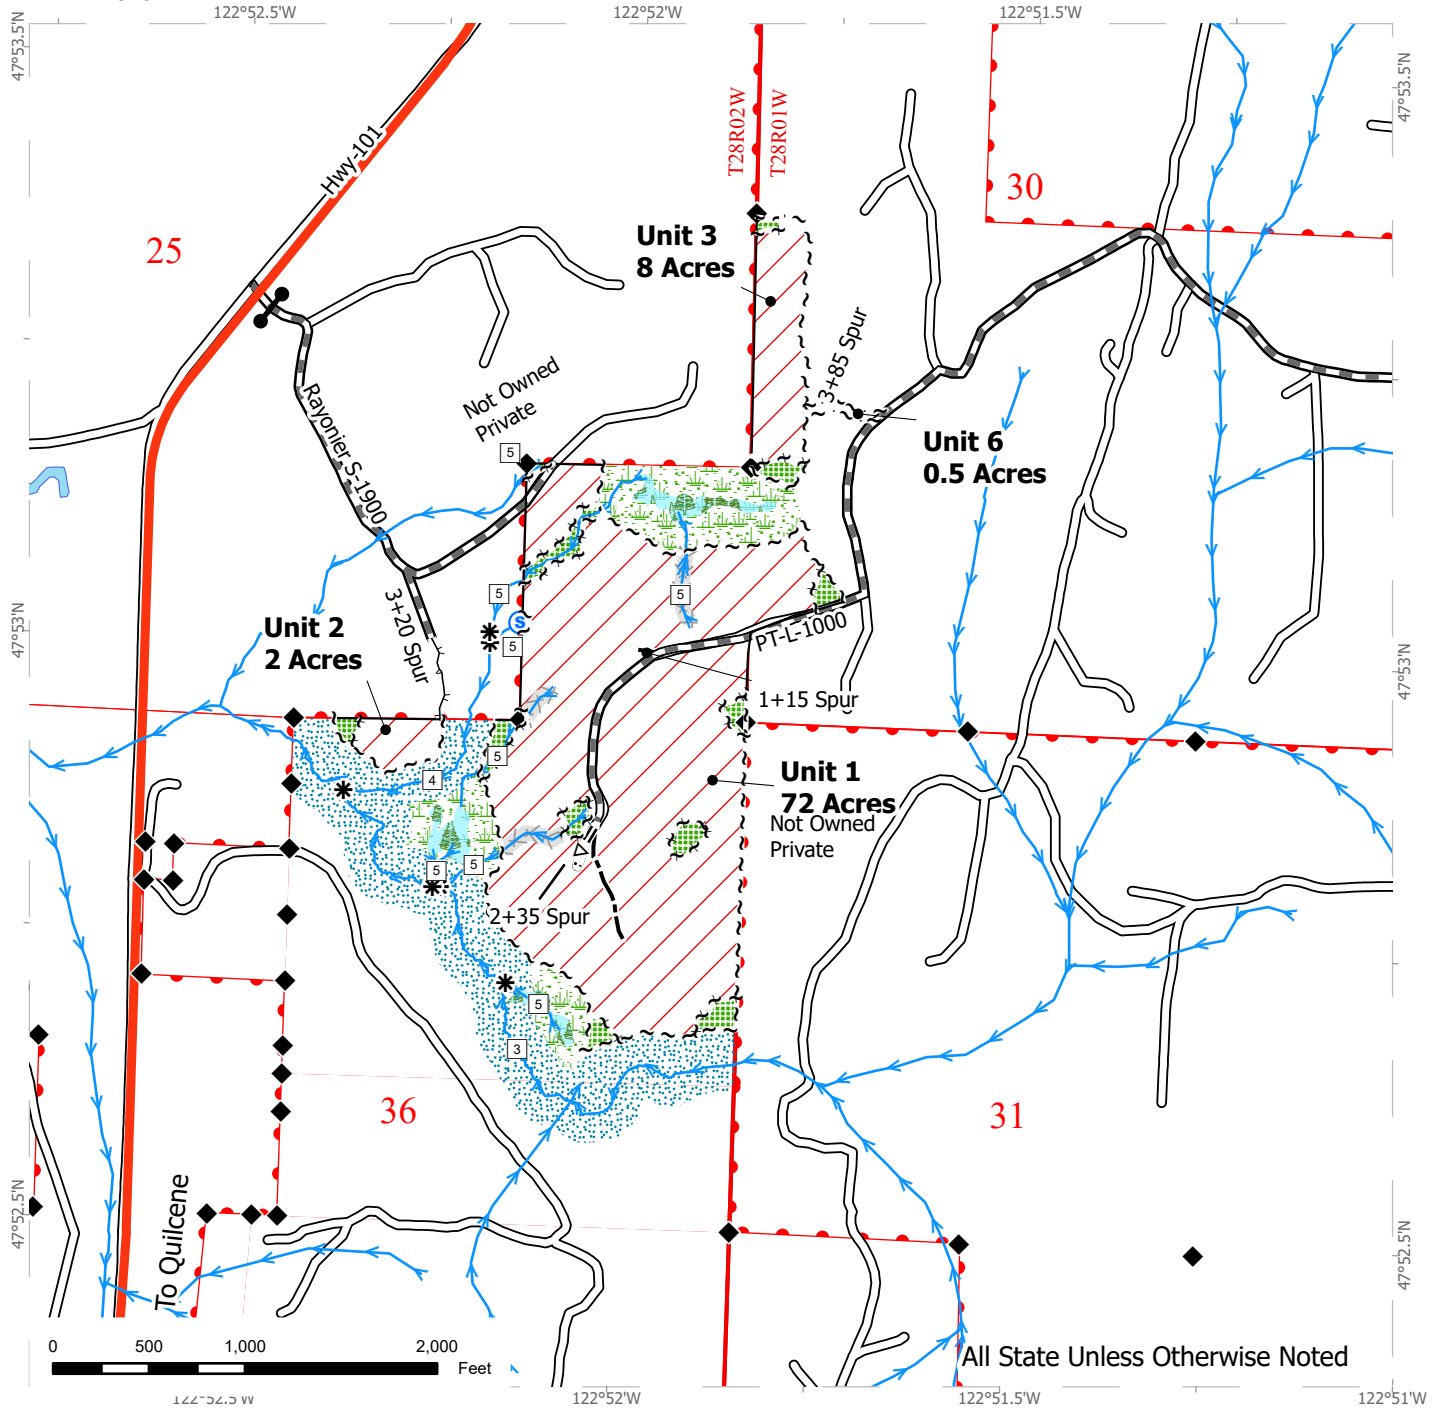 122°52.5'W
122°52'W
122°51.5'W
47°53.5'N
47°53.5'N
Hwy-101
T28R02W
T28R01W
30
25
Unit 3
8 Acres
3+85 Spur
Not Owned
Private
Rayonier S-1900
Unit 6
0.5 Acres
5
5
5
S
5
3+20 Spur
Unit 2
2 Acres
PT-L-1000
47°53'N
47°53'N
1+15 Spur
5
4
Unit 1
72 Acres
Not Owned
Private
5
5
2+35 Spur
5
3
36
31
To Quilcene
47°52.5'N
47°52.5'N
0
500
1,000
2,000
Feet
All State Unless Otherwise Noted
122°52.5'W
122°52'W
122°51.5'W
122°51'W